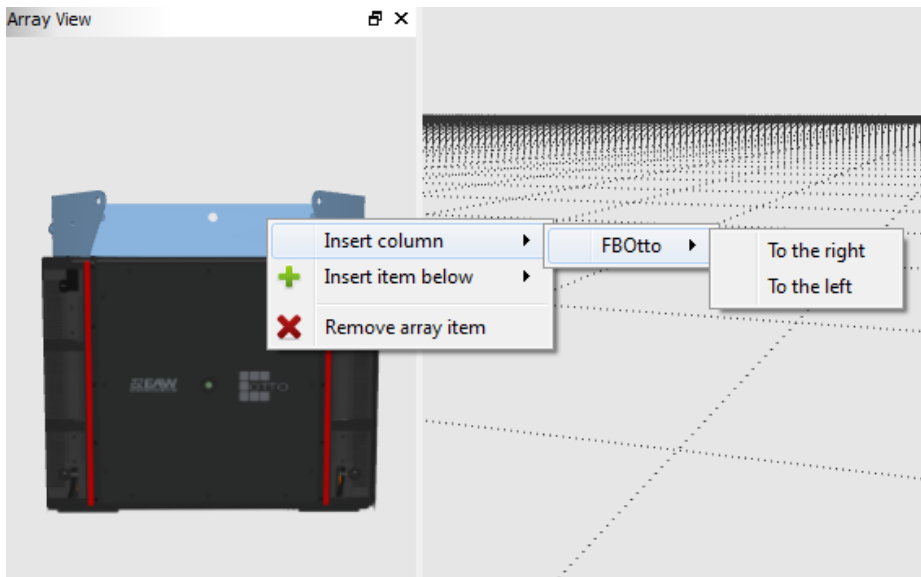 Array View
Insert column
FBOtto
To the right
Insert item below
To the left
Remove array item
EAW
OTTO